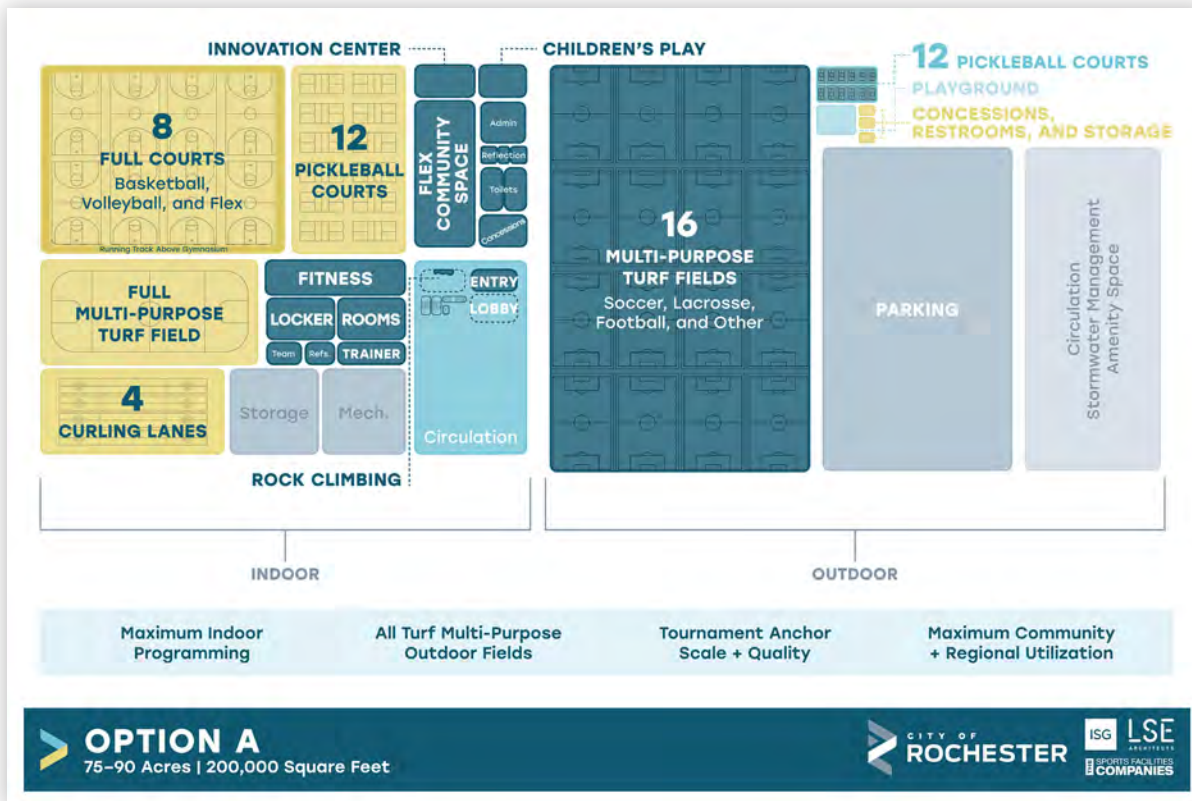 INNOVATION CENTER
CHILDREN'S PLAY
8
FULL COURTS
Basketball,
Volleyball, and Flex
Running Track Above Gymnasium
12
PICKLEBALL
COURTS
FLEX
COMMUNITY
SPACE
Admin
Reflection
Toilets
Concessions
FULL
MULTI-PURPOSE
TURF FIELD
FITNESS
LOCKER ROOMS
Team
Refs.
TRAINER
ENTRY
LOBBY
4
CURLING LANES
Storage
Mech.
Circulation
ROCK CLIMBING
16
MULTI-PURPOSE
TURF FIELDS
Soccer, Lacrosse,
Football, and Other
12 PICKLEBALL COURTS
PLAYGROUND
CONCESSIONS,
RESTROOMS, AND STORAGE
PARKING
Circulation
Stormwater Management
Amenity Space
INDOOR
OUTDOOR
Maximum Indoor
Programming
All Turf Multi-Purpose
Outdoor Fields
Tournament Anchor
Scale + Quality
Maximum Community
+ Regional Utilization
OPTION A
75–90 Acres | 200,000 Square Feet
CITY OF
ROCHESTER
ISG
LSE
ARCHITECTS
THE SPORTS FACILITIES
COMPANIES